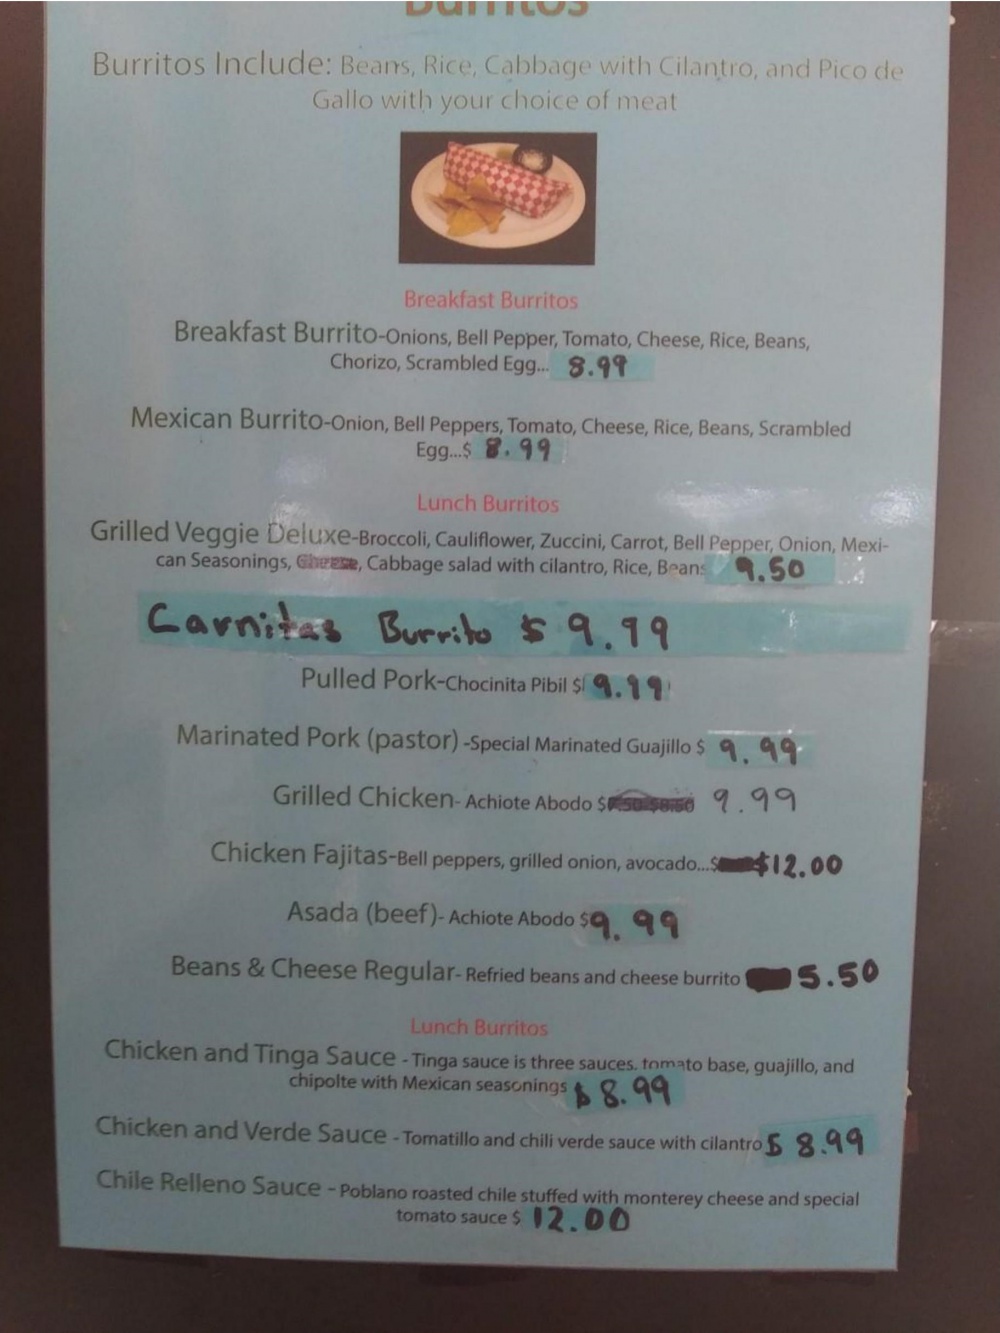 Burritos
Burritos Include: Beans, Rice, Cabbage with Cilantro, and Pico de
Gallo with your choice of meat
Breakfast Burritos
Breakfast Burrito-Onions, Bell Pepper, Tomato, Cheese, Rice, Beans,
Chorizo, Scrambled Egg... 8.99
Mexican Burrito-Onion, Bell Peppers, Tomato, Cheese, Rice, Beans, Scrambled
Egg...$ 8.99
Lunch Burritos
Grilled Veggie Deluxe-Broccoli, Cauliflower, Zuccini, Carrot, Bell Pepper, Onion, Mexi-
can Seasonings, Cheese, Cabbage salad with cilantro, Rice, Beans 9.50
Carnitas Burrito $ 9.99
Pulled Pork-Chocinita Pibil $ 9.99
Marinated Pork (pastor) -Special Marinated Guajillo $ 9.99
Grilled Chicken- Achiote Abodo $7.50 $8.50 9.99
Chicken Fajitas-Bell peppers, grilled onion, avocado...$ $12.00
Asada (beef)- Achiote Abodo $9.99
Beans & Cheese Regular- Refried beans and cheese burrito 5.50
Lunch Burritos
Chicken and Tinga Sauce - Tinga sauce is three sauces. tomato base, guajillo, and
chipolte with Mexican seasonings $ 8.99
Chicken and Verde Sauce - Tomatillo and chili verde sauce with cilantro $ 8.99
Chile Relleno Sauce - Poblano roasted chile stuffed with monterey cheese and special
tomato sauce $ 12.00